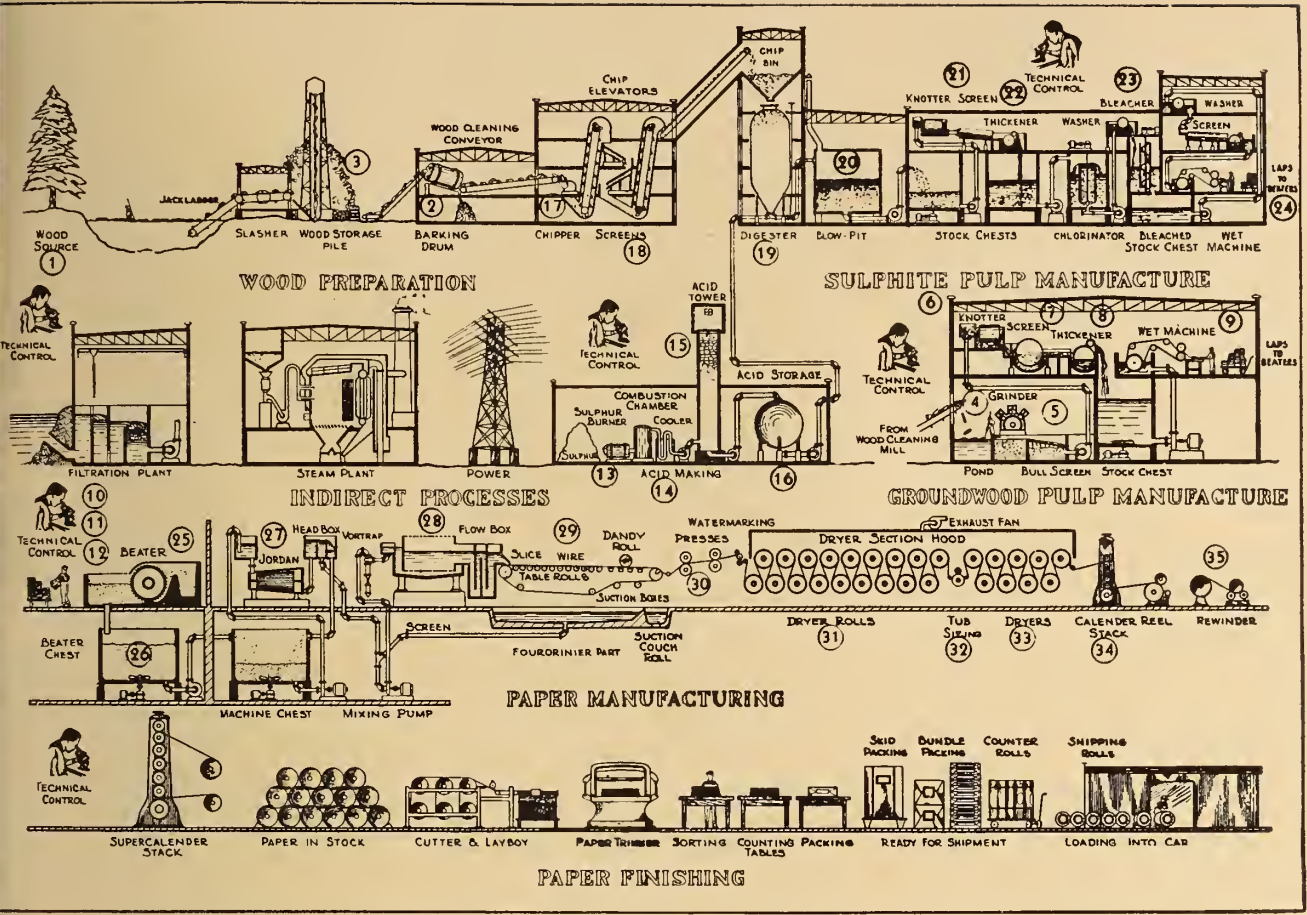 CHIP
BIN
TECHNICAL
CONTROL
21
22
23
KNOTTER SCREEN
THICKENER
WASHER
BLEACHER
WASHER
SCREEN
CHIP
ELEVATORS
WOOD CLEANING
CONVEYOR
3
2
17
20
JACKLADDER
LAPS
TO
BEATERS
24
WOOD
SOURCE
1
SLASHER
WOOD STORAGE
PILE
BARKING
DRUM
CHIPPER
SCREENS
18
DIGESTER
19
BLOW-PIT
STOCK CHESTS
CHLORINATOR
BLEACHED
STOCK CHEST
WET
MACHINE
WOOD PREPARATION
SULPHITE PULP MANUFACTURE
TECHNICAL
CONTROL
TECHNICAL
CONTROL
ACID
TOWER
15
ACID STORAGE
COMBUSTION
CHAMBER
SULPHUR
BURNER
COOLER
SULPHUR
13
ACID MAKING
14
16
FILTRATION PLANT
STEAM PLANT
POWER
INDIRECT PROCESSES
6
TECHNICAL
CONTROL
KNOTTER
SCREEN
7
THICKENER
8
WET MACHINE
9
LAPS
TO
BEATERS
4
GRINDER
5
FROM
WOOD CLEANING
MILL
POND
BULL SCREEN
STOCK CHEST
GROUNDWOOD PULP MANUFACTURE
10
11
12
TECHNICAL
CONTROL
BEATER
25
27
HEAD BOX
JORDAN
VORTRAP
28
FLOW BOX
29
SLICE
WIRE
TABLE ROLLS
DANDY
ROLL
SUCTION BOXES
WATERMARKING
PRESSES
30
EXHAUST FAN
DRYER SECTION HOOD
35
BEATER
CHEST
26
SCREEN
FOURDRINIER PART
SUCTION
COUCH
ROLL
DRYER ROLLS
31
TUB
SIZING
32
DRYERS
33
CALENDER
STACK
34
REEL
REWINDER
MACHINE CHEST
MIXING PUMP
PAPER MANUFACTURING
TECHNICAL
CONTROL
SKID
PACKING
BUNDLE
PACKING
COUNTER
ROLLS
SHIPPING
ROLLS
SUPERCALENDER
STACK
PAPER IN STOCK
CUTTER & LAYBOY
PAPER TRIMMER
SORTING
COUNTING
TABLES
PACKING
READY FOR SHIPMENT
LOADING INTO CAR
PAPER FINISHING